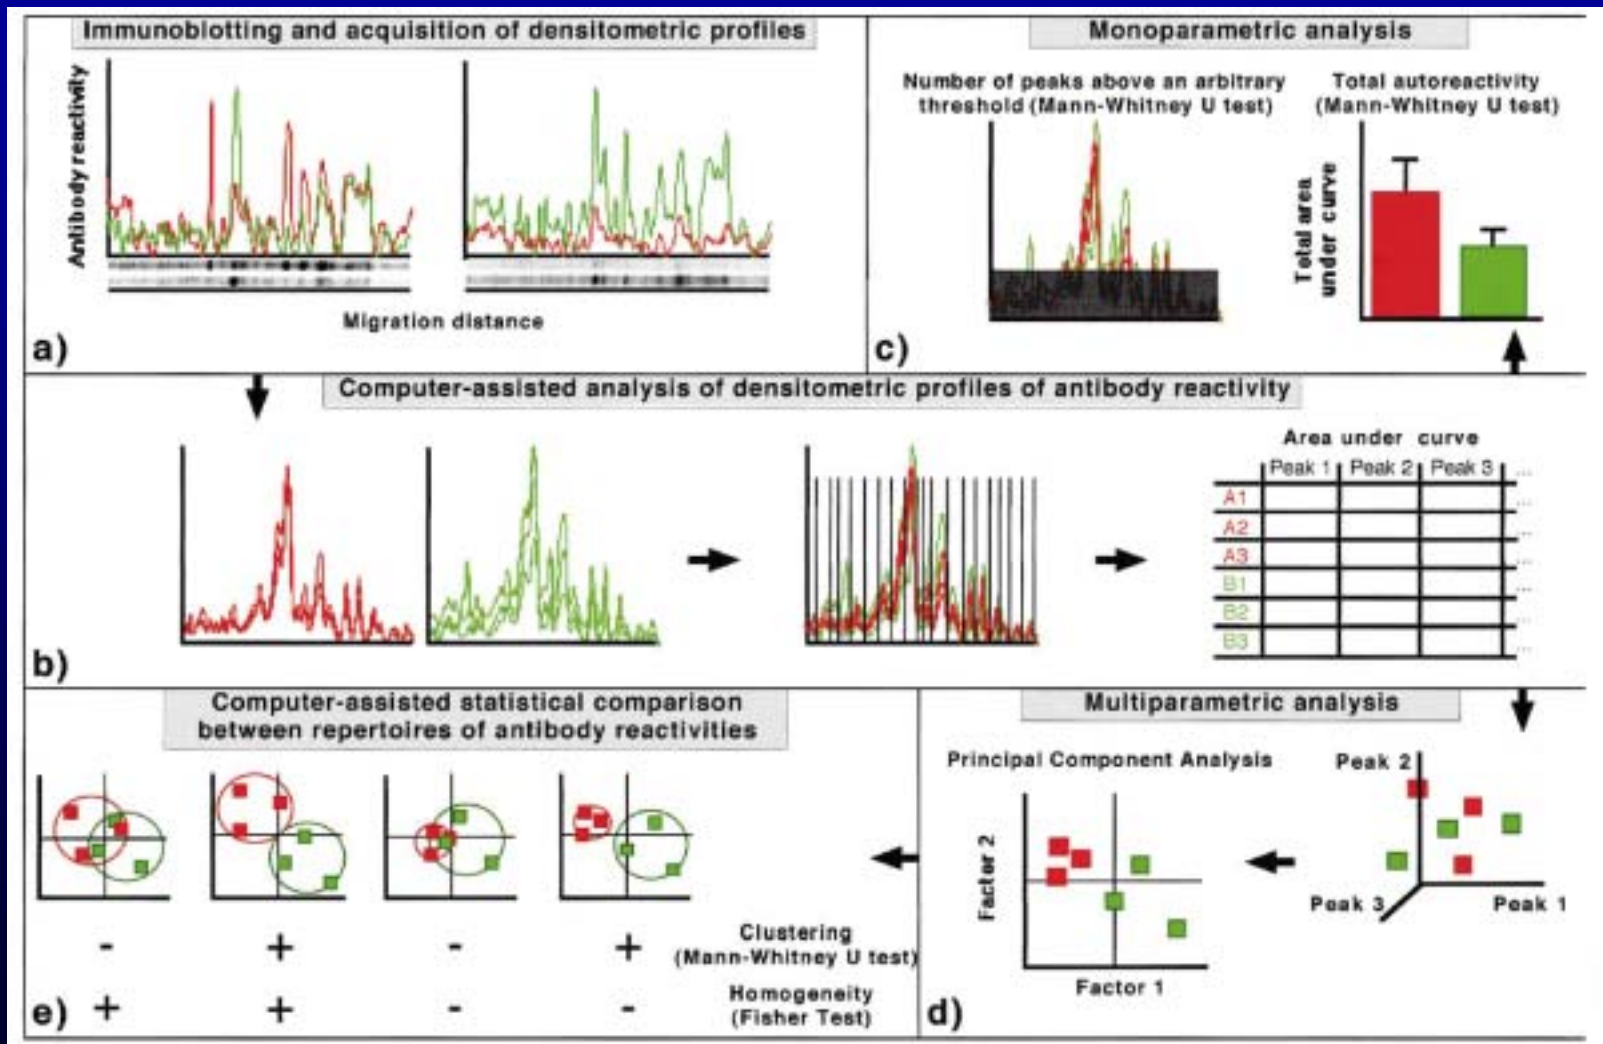 Immunoblotting and acquisition of densitometric profiles
Antibody reactivity
Migration distance
a)
Monoparametric analysis
Number of peaks above an arbitrary
threshold (Mann-Whitney U test)
Total autoreactivity
(Mann-Whitney U test)
Total area
under curve
c)
Computer-assisted analysis of densitometric profiles of antibody reactivity
Area under curve
Peak 1 Peak 2 Peak 3 ...
A1 ...
A2 ...
A3 ...
B1 ...
B2 ...
B3 ...
b)
Computer-assisted statistical comparison
between repertoires of antibody reactivities
- + - + Clustering
(Mann-Whitney U test)
+ + - - Homogeneity
(Fisher Test)
e)
Multiparametric analysis
Principal Component Analysis
Factor 2
Factor 1
Peak 2
Peak 3
Peak 1
d)